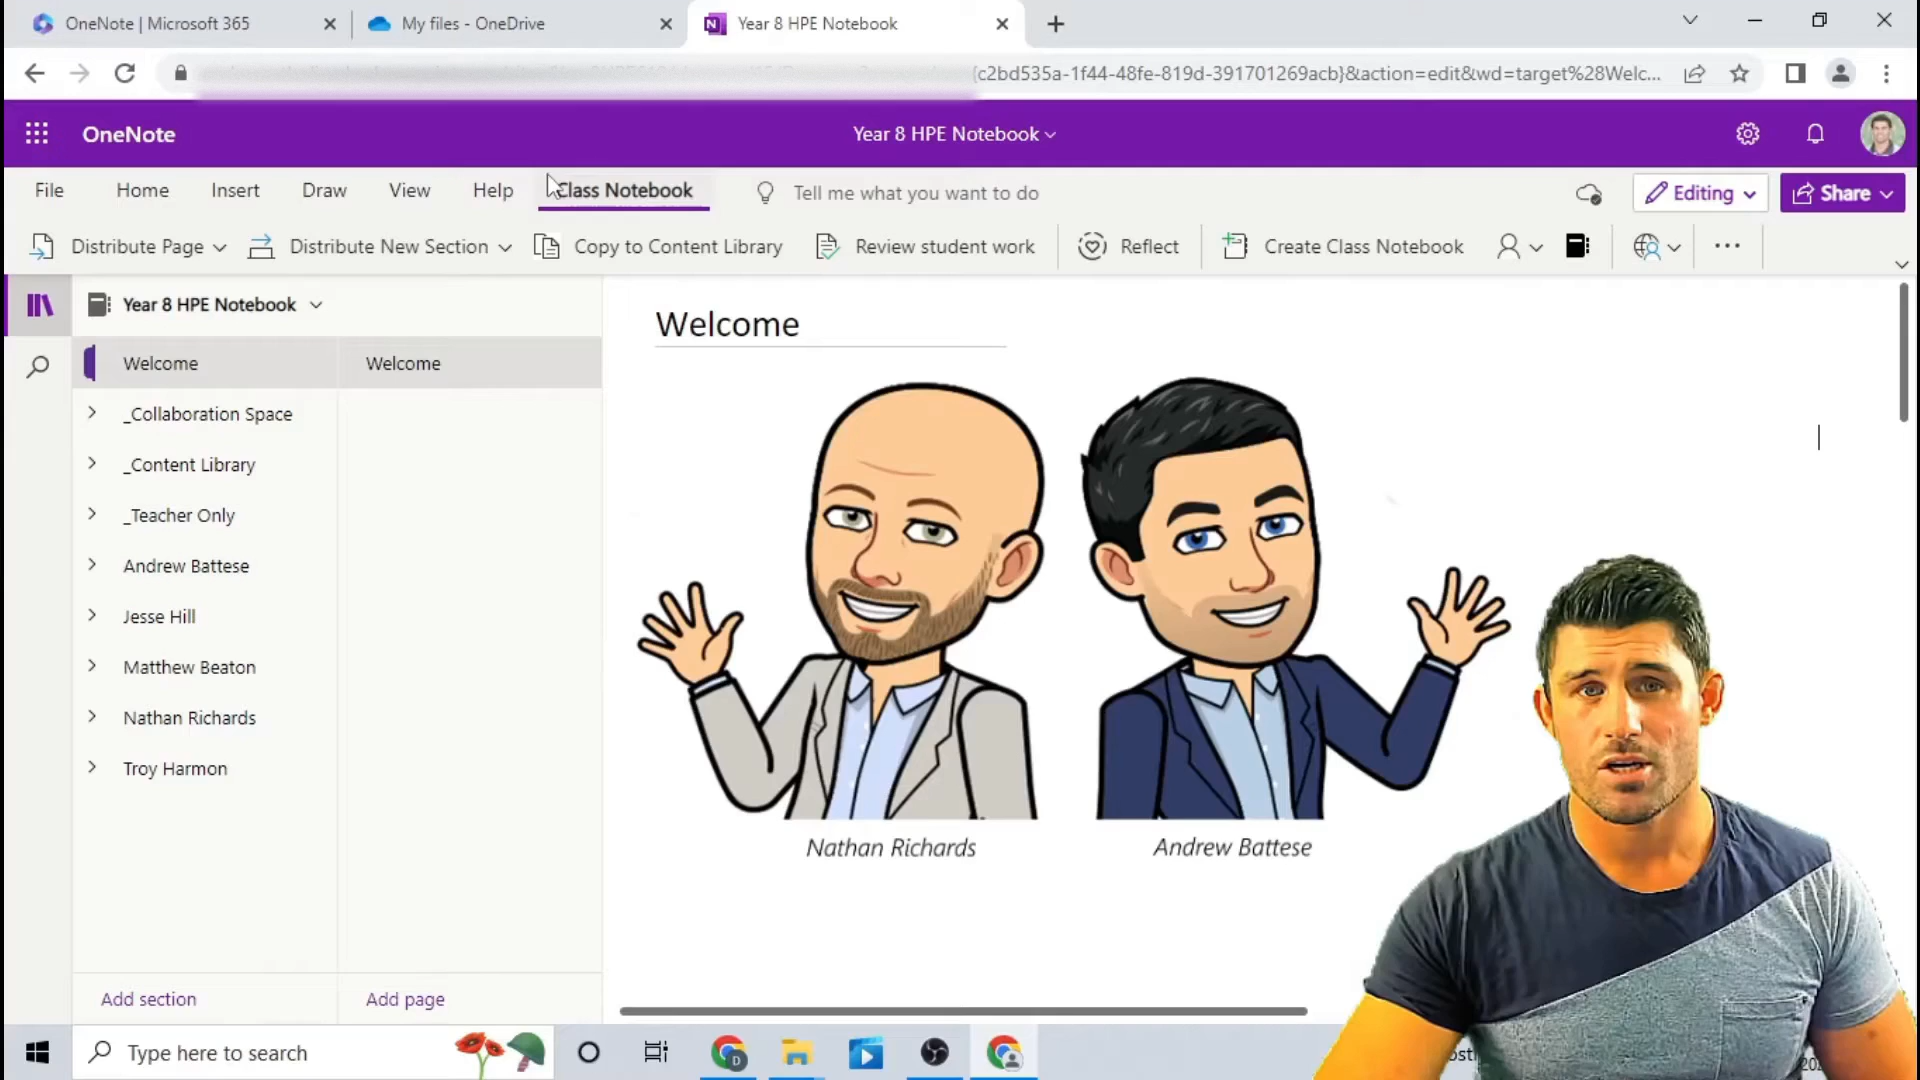 OneNote | Microsoft 365
My files - OneDrive
Year 8 HPE Notebook
{c2bd535a-1f44-48fe-819d-391701269acb}&action=edit&wd=target%28Welc...
OneNote
Year 8 HPE Notebook
File
Home
Insert
Draw
View
Help
Class Notebook
Tell me what you want to do
Editing
Share
Distribute Page
Distribute New Section
Copy to Content Library
Review student work
Reflect
Create Class Notebook
Year 8 HPE Notebook
Welcome
_Collaboration Space
_Content Library
_Teacher Only
Andrew Battese
Jesse Hill
Matthew Beaton
Nathan Richards
Troy Harmon
Add section
Welcome
Add page
Welcome
Nathan Richards
Andrew Battese
Type here to search